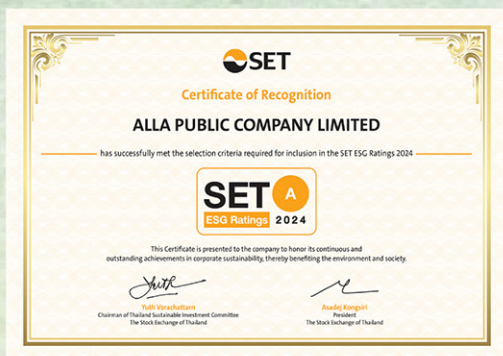 SET
Certificate of Recognition
ALLA PUBLIC COMPANY LIMITED
has successfully met the selection criteria required for inclusion in the SET ESG Ratings 2024
SET A
ESG Ratings 2024
This Certificate is presented to the company to honor its continuous and
outstanding achievements in corporate sustainability, thereby benefiting the environment and society.
Yuth Vorachattarn
Chairman of Thailand Sustainable Investment Committee
The Stock Exchange of Thailand
Asadej Kongsiri
President
The Stock Exchange of Thailand